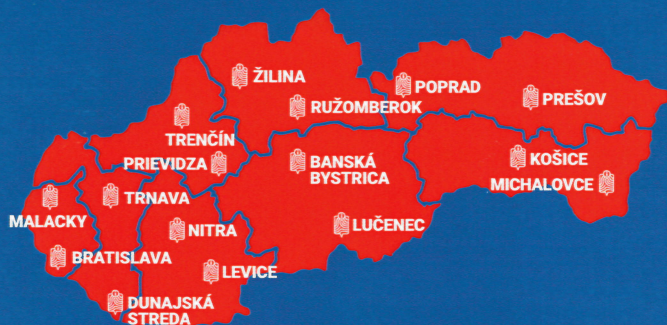 ŽILINA
POPRAD
RUŽOMBEROK
PREŠOV
TRENČÍN
PRIEVIDZA
BANSKÁ
BYSTRICA
KOŠICE
MICHALOVCE
TRNAVA
MALACKY
NITRA
LUČENEC
BRATISLAVA
LEVICE
DUNAJSKÁ
STREDA